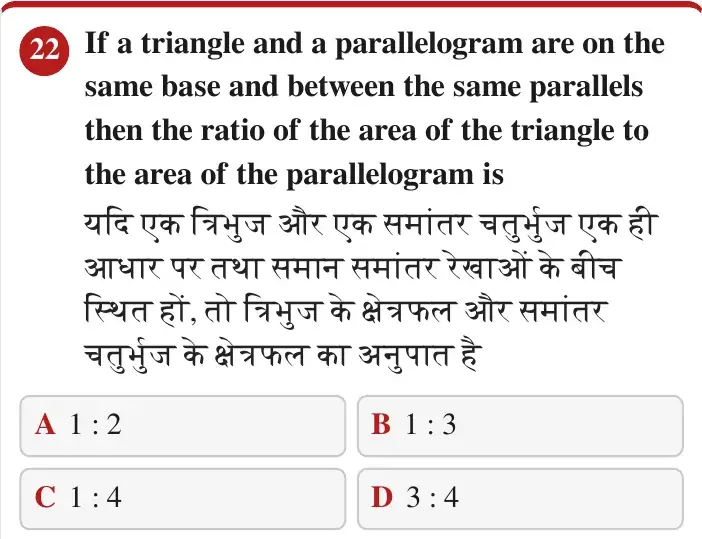 22 If a triangle and a parallelogram are on the
same base and between the same parallels
then the ratio of the area of the triangle to
the area of the parallelogram is
यदि एक त्रिभुज और एक समांतर चतुर्भुज एक ही
आधार पर तथा समान समांतर रेखाओं के बीच
स्थित हों, तो त्रिभुज के क्षेत्रफल और समांतर
चतुर्भुज के क्षेत्रफल का अनुपात है
A 1 : 2
B 1 : 3
C 1 : 4
D 3 : 4